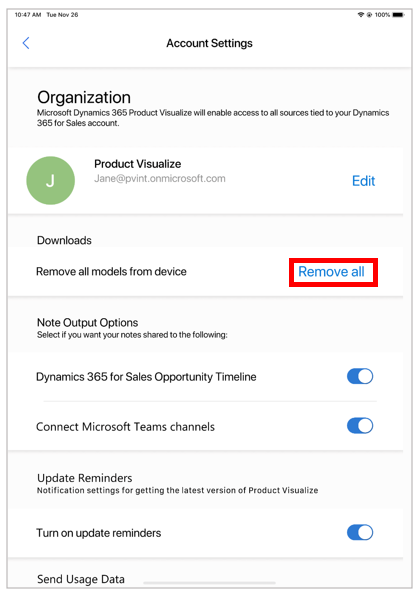 10:47 AM Tue Nov 26
100%
Account Settings
Organization
Microsoft Dynamics 365 Product Visualize will enable access to all sources tied to your Dynamics
365 for Sales account.
J
Product Visualize
Jane@pvint.onmicrosoft.com
Edit
Downloads
Remove all models from device
Remove all
Note Output Options
Select if you want your notes shared to the following:
Dynamics 365 for Sales Opportunity Timeline
Connect Microsoft Teams channels
Update Reminders
Notification settings for getting the latest version of Product Visualize
Turn on update reminders
Send Usage Data